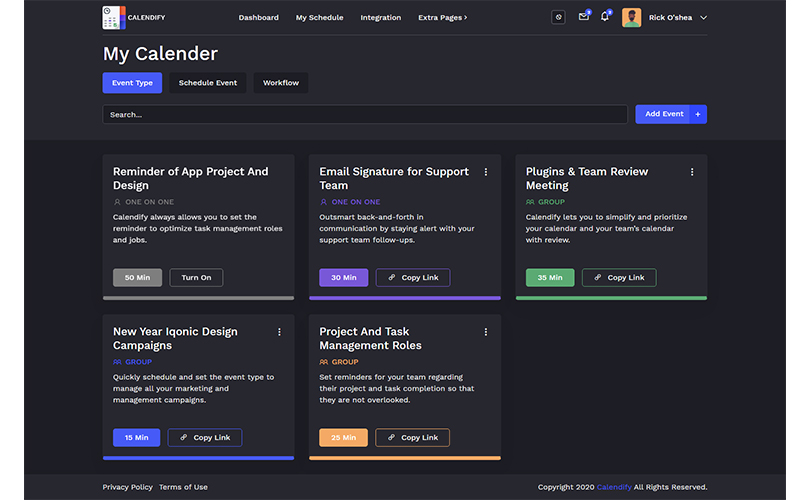 CALENDIFY Dashboard My Schedule Integration Extra Pages Rick O'shea
My Calender
Event Type Schedule Event Workflow
Search...
Add Event +
Reminder of App Project And
Design
ONE ON ONE
Calendify always allows you to set the
reminder to optimize task management roles
and jobs.
50 Min Turn On
Email Signature for Support
Team
ONE ON ONE
Outsmart back-and-forth in
communication by staying alert with your
support team follow-ups.
30 Min Copy Link
Plugins & Team Review
Meeting
GROUP
Calendify lets you to simplify and prioritize
your calendar and your team's calendar
with review.
35 Min Copy Link
New Year Iqonic Design
Campaigns
GROUP
Quickly schedule and set the event type to
manage all your marketing and
management campaigns.
15 Min Copy Link
Project And Task
Management Roles
GROUP
Set reminders for your team regarding
their project and task completion so that
they are not overlooked.
25 Min Copy Link
Privacy Policy Terms of Use
Copyright 2020 Calendify All Rights Reserved.